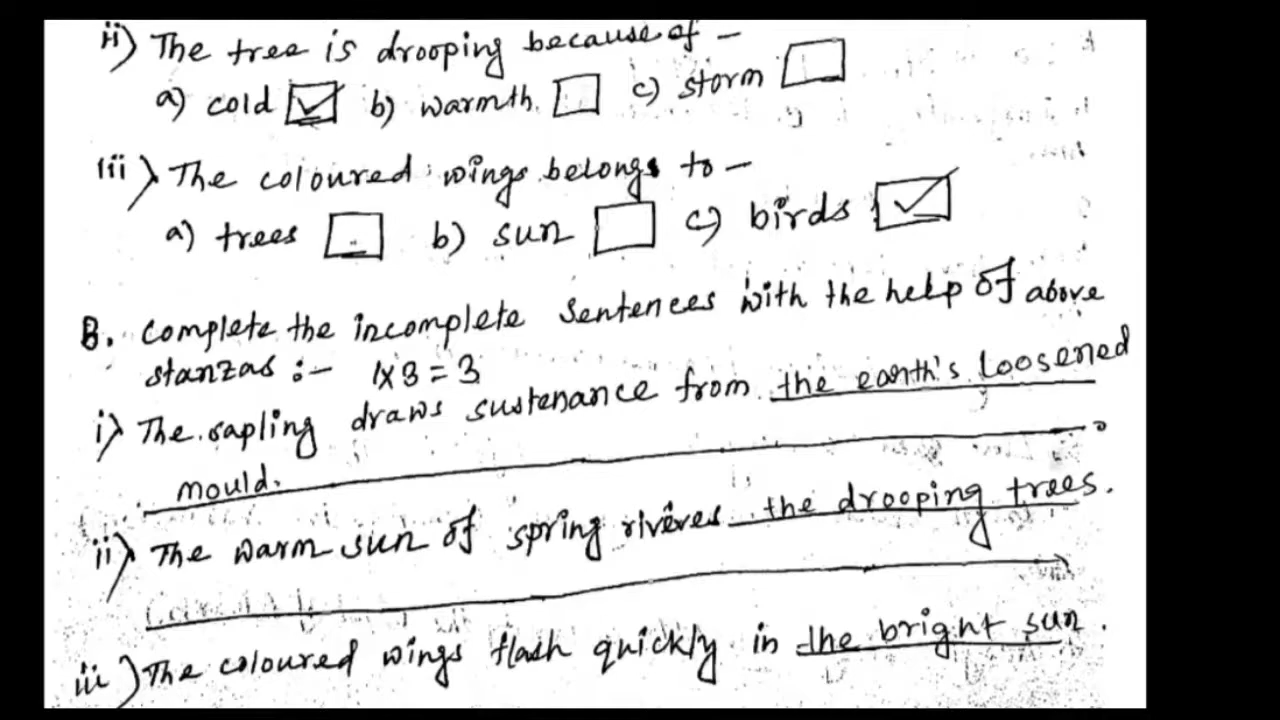 ii) The tree is drooping because of –
a) cold ☑ b) warmth ☐ c) storm ☐
iii) The coloured wings belongs to –
a) trees ☐ b) sun ☐ c) birds ☑
B. Complete the incomplete sentences with the help of above
stanzas :- 1x3=3
i) The sapling draws sustenance from the earth's loosened
mould.
ii) The warm sun of spring riveres the drooping trees.
iii) The coloured wings flash quickly in the bright sun.